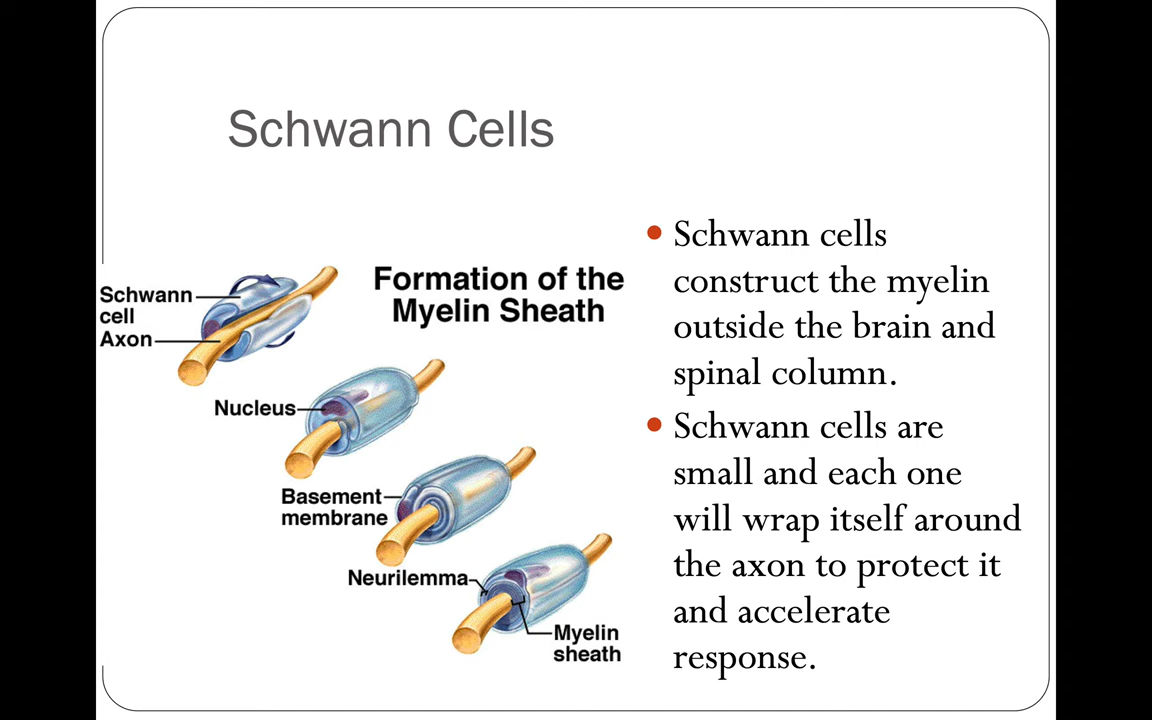 Schwann Cells
Formation of the
Myelin Sheath
Schwann
cell
Axon
Nucleus
Basement
membrane
Neurilemma
Myelin
sheath
Schwann cells
construct the myelin
outside the brain and
spinal column.
Schwann cells are
small and each one
will wrap itself around
the axon to protect it
and accelerate
response.